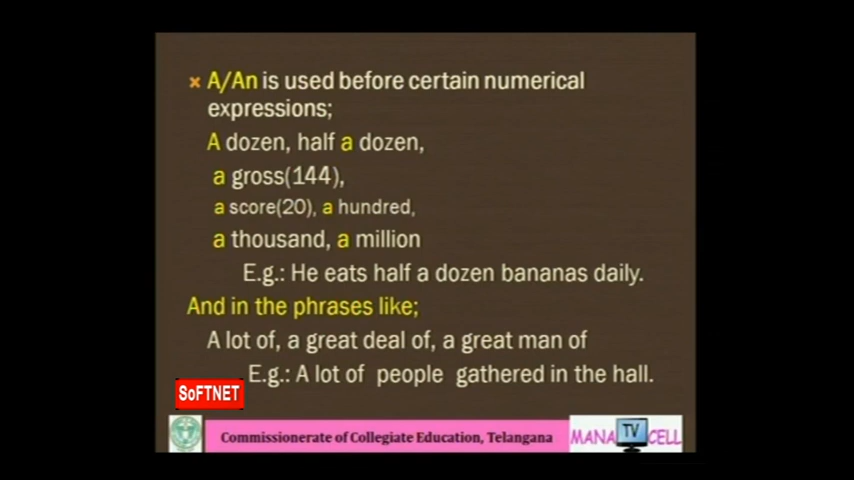 A/An is used before certain numerical
expressions;
A dozen, half a dozen,
a gross(144),
a score(20), a hundred,
a thousand, a million
E.g.: He eats half a dozen bananas daily.
And in the phrases like;
A lot of, a great deal of, a great man of
E.g.: A lot of people gathered in the hall.
SoFTNET
Commissionerate of Collegiate Education, Telangana
MANA TV CELL